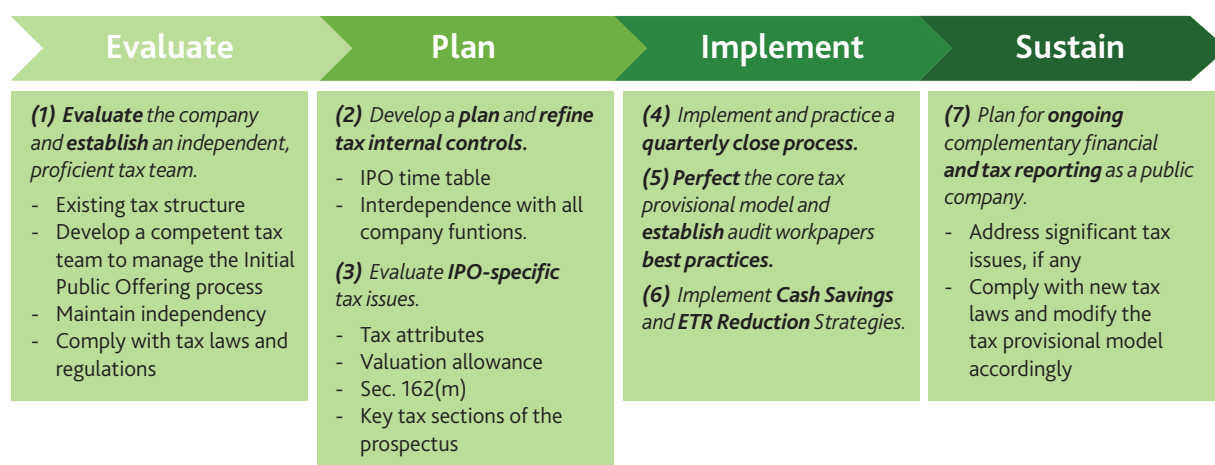 Evaluate
Plan
Implement
Sustain
(1) Evaluate the company
and establish an independent,
proficient tax team.
- Existing tax structure
- Develop a competent tax
team to manage the Initial
Public Offering process
- Maintain independency
- Comply with tax laws and
regulations
(2) Develop a plan and refine
tax internal controls.
- IPO time table
- Interdependence with all
company funtions.
(3) Evaluate IPO-specific
tax issues.
- Tax attributes
- Valuation allowance
- Sec. 162(m)
- Key tax sections of the
prospectus
(4) Implement and practice a
quarterly close process.
(5) Perfect the core tax
provisional model and
establish audit workpapers
best practices.
(6) Implement Cash Savings
and ETR Reduction Strategies.
(7) Plan for ongoing
complementary financial
and tax reporting as a public
company.
- Address significant tax
issues, if any
- Comply with new tax
laws and modify the
tax provisional model
accordingly